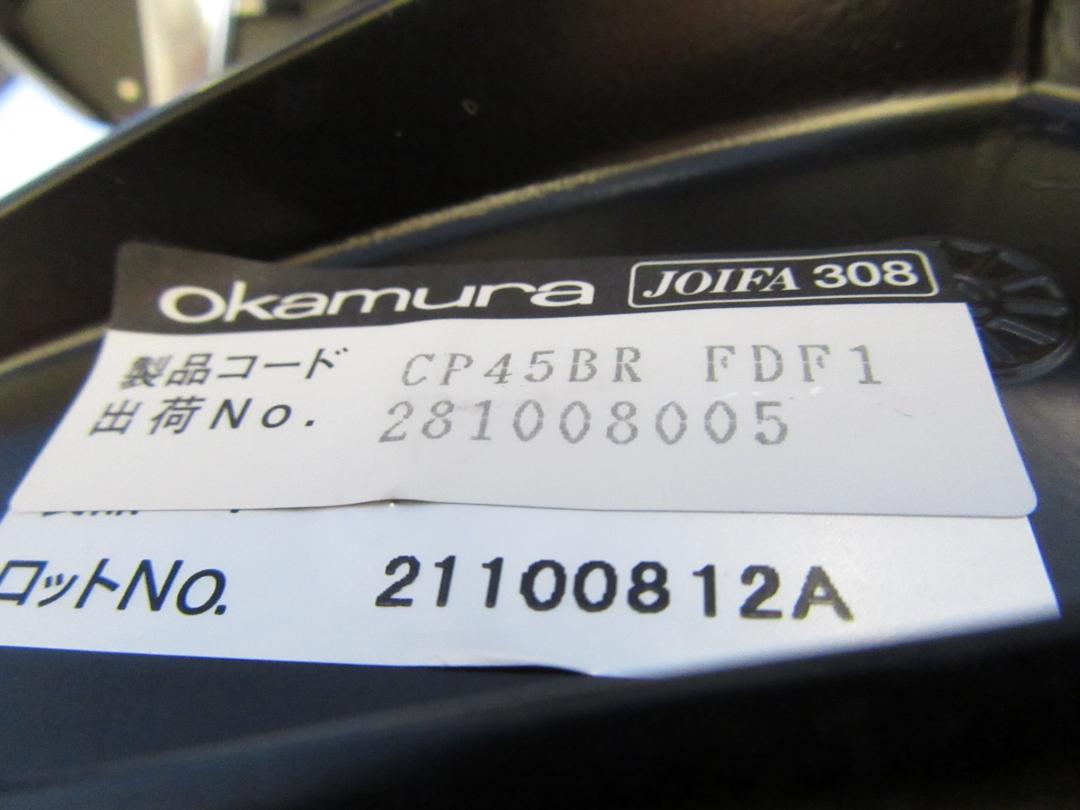 okamura JOIFA 308
製品コード CP45BR FDF1
出荷No. 281008005
ロットNo. 21100812A